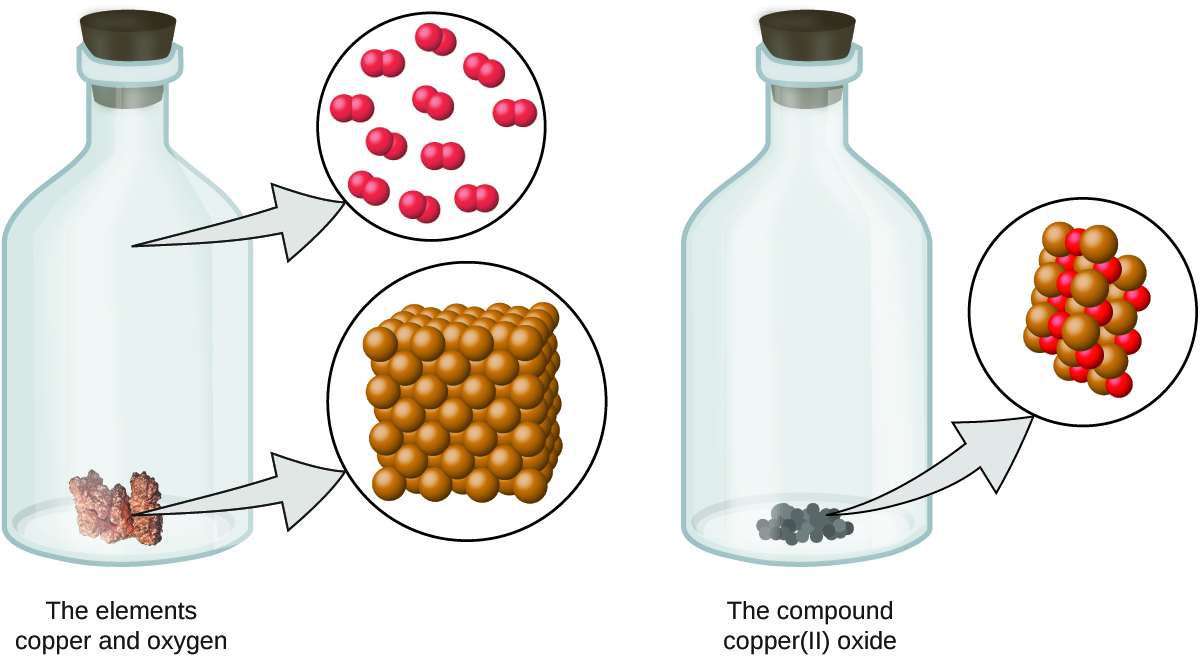 The elements
copper and oxygen
The compound
copper(II) oxide